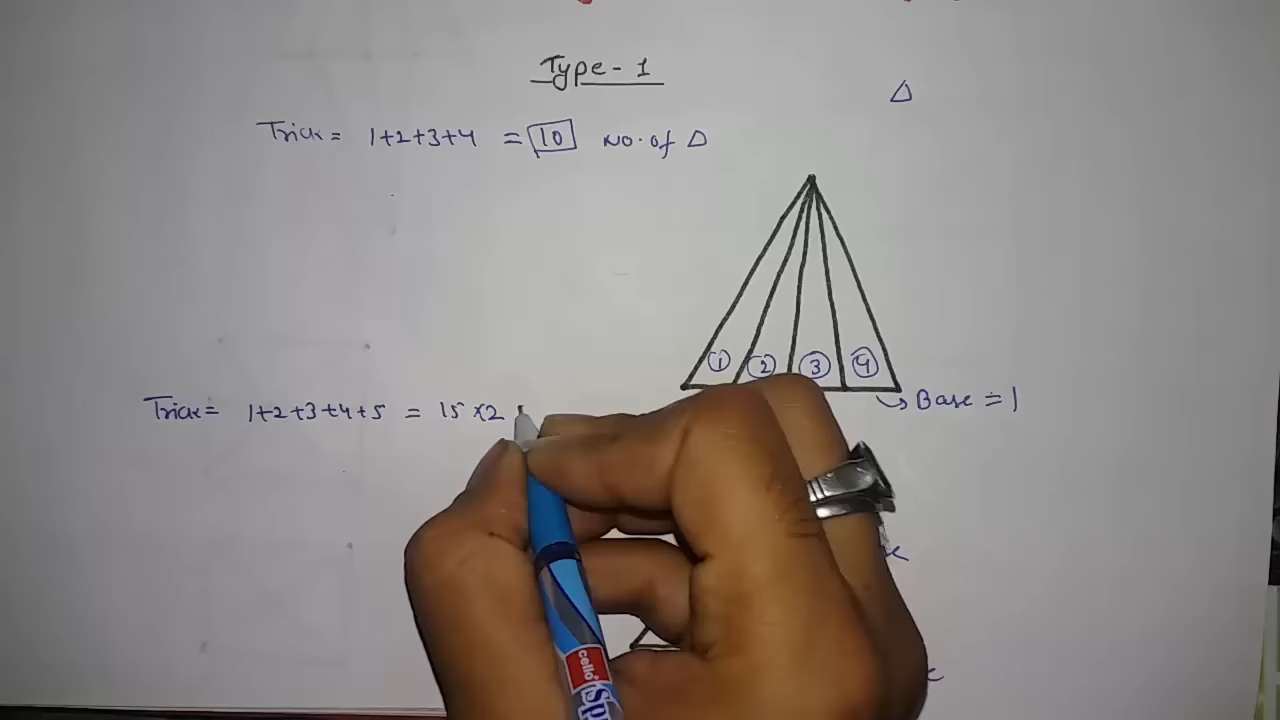 Type-1
Trick = 1+2+3+4 = 10 No. of Δ
Δ
1 2 3 4
Base = 1
Trick = 1+2+3+4+5 = 15 x2
cello